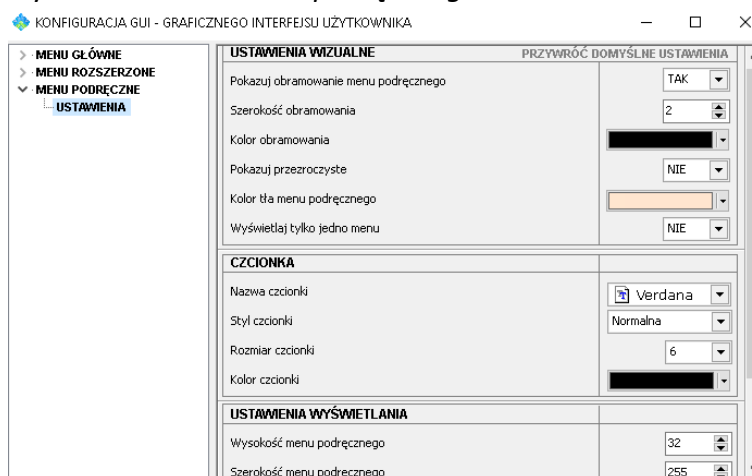 KONFIGURACJA GUI - GRAFICZNEGO INTERFEJSU UŻYTKOWNIKA
MENU GŁÓWNE
MENU ROZSZERZONE
MENU PODRĘCZNE
USTAWIENIA
USTAWIENIA WIZUALNE PRZYWRÓĆ DOMYŚLNE USTAWIENIA
Pokazuj obramowanie menu podręcznego TAK
Szerokość obramowania 2
Kolor obramowania
Pokazuj przezroczyste NIE
Kolor tła menu podręcznego
Wyświetlaj tylko jedno menu NIE
CZCIONKA
Nazwa czcionki Verdana
Styl czcionki Normalna
Rozmiar czcionki 6
Kolor czcionki
USTAWIENIA WYŚWIETLANIA
Wysokość menu podręcznego 32
Szerokość menu podręcznego 255